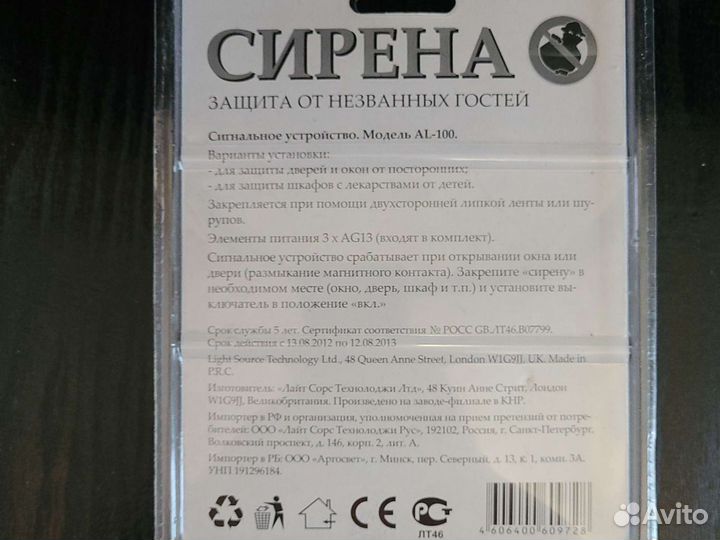 СИРЕНА
ЗАЩИТА ОТ НЕЗВАННЫХ ГОСТЕЙ
Сигнальное устройство. Модель AL-100.
Варианты установки:
- для защиты дверей и окон от посторонних;
- для защиты шкафов с лекарствами от детей.
Закрепляется при помощи двухсторонней липкой ленты или шу-
рупов.
Элементы питания 3 x AG13 (входят в комплект).
Сигнальное устройство срабатывает при открывании окна или
двери (размыкание магнитного контакта). Закрепите «сирену» в
необходимом месте (окно, дверь, шкаф и т.п.) и установите вы-
ключатель в положение «вкл.»
Срок службы 5 лет. Сертификат соответствия № РОСС GB.ЛТ46.В07799.
Срок действия с 13.08.2012 по 12.08.2013
Light Source Technology Ltd., 48 Queen Anne Street, London W1G9JJ, UK. Made in
P.R.C.
Изготовитель: «Лайт Сорс Технолоджи Лтд», 48 Куин Анне Стрит, Лондон
W1G9JJ, Великобритания. Произведено на заводе-филиале в КНР.
Импортер в РФ и организация, уполномоченная на прием претензий от потре-
бителей: ООО «Лайт Сорс Технолоджи Рус», 192102, Россия, г. Санкт-Петербург,
Волковский проспект, д. 146, корп. 2, лит. А.
Импортер в РБ: ООО «Аргосвет», г. Минск, пер. Северный, д. 13, к. 1, комн. 3А.
УНП 191296184.
CE
РСТ
ЛТ46
4 606400 609728
Avito